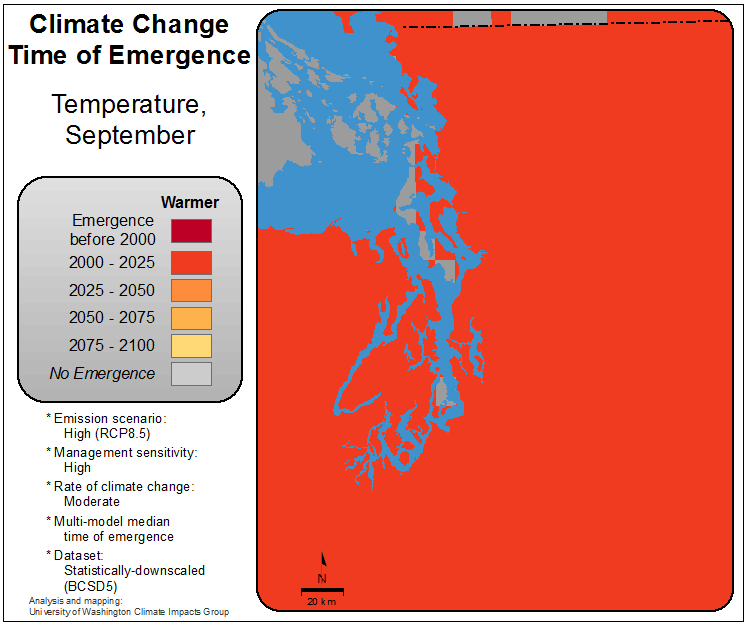 Climate Change
Time of Emergence
Temperature,
September
Warmer
Emergence
before 2000
2000 - 2025
2025 - 2050
2050 - 2075
2075 - 2100
No Emergence
* Emission scenario:
High (RCP8.5)
* Management sensitivity:
High
* Rate of climate change:
Moderate
* Multi-model median
time of emergence
* Dataset:
Statistically-downscaled
(BCSD5)
Analysis and mapping:
University of Washington Climate Impacts Group
N
20 km